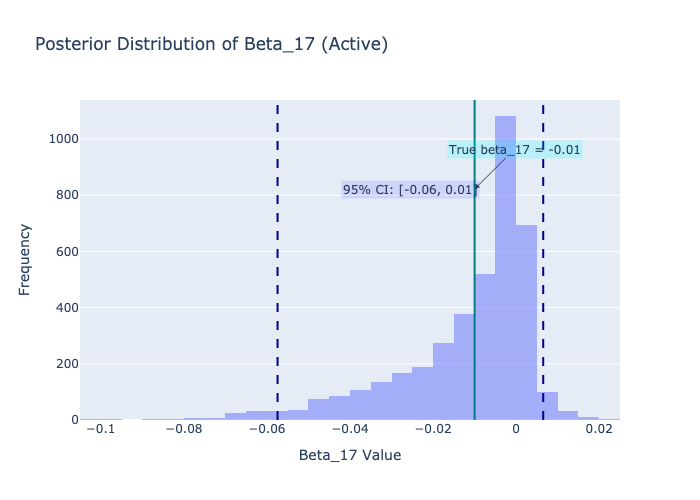 Posterior Distribution of Beta_17 (Active)
1000
True beta_17 = -0.01
95% CI: [-0.06, 0.01]
800
600
400
200
0
Frequency
−0.1
−0.08
−0.06
−0.04
−0.02
0
0.02
Beta_17 Value